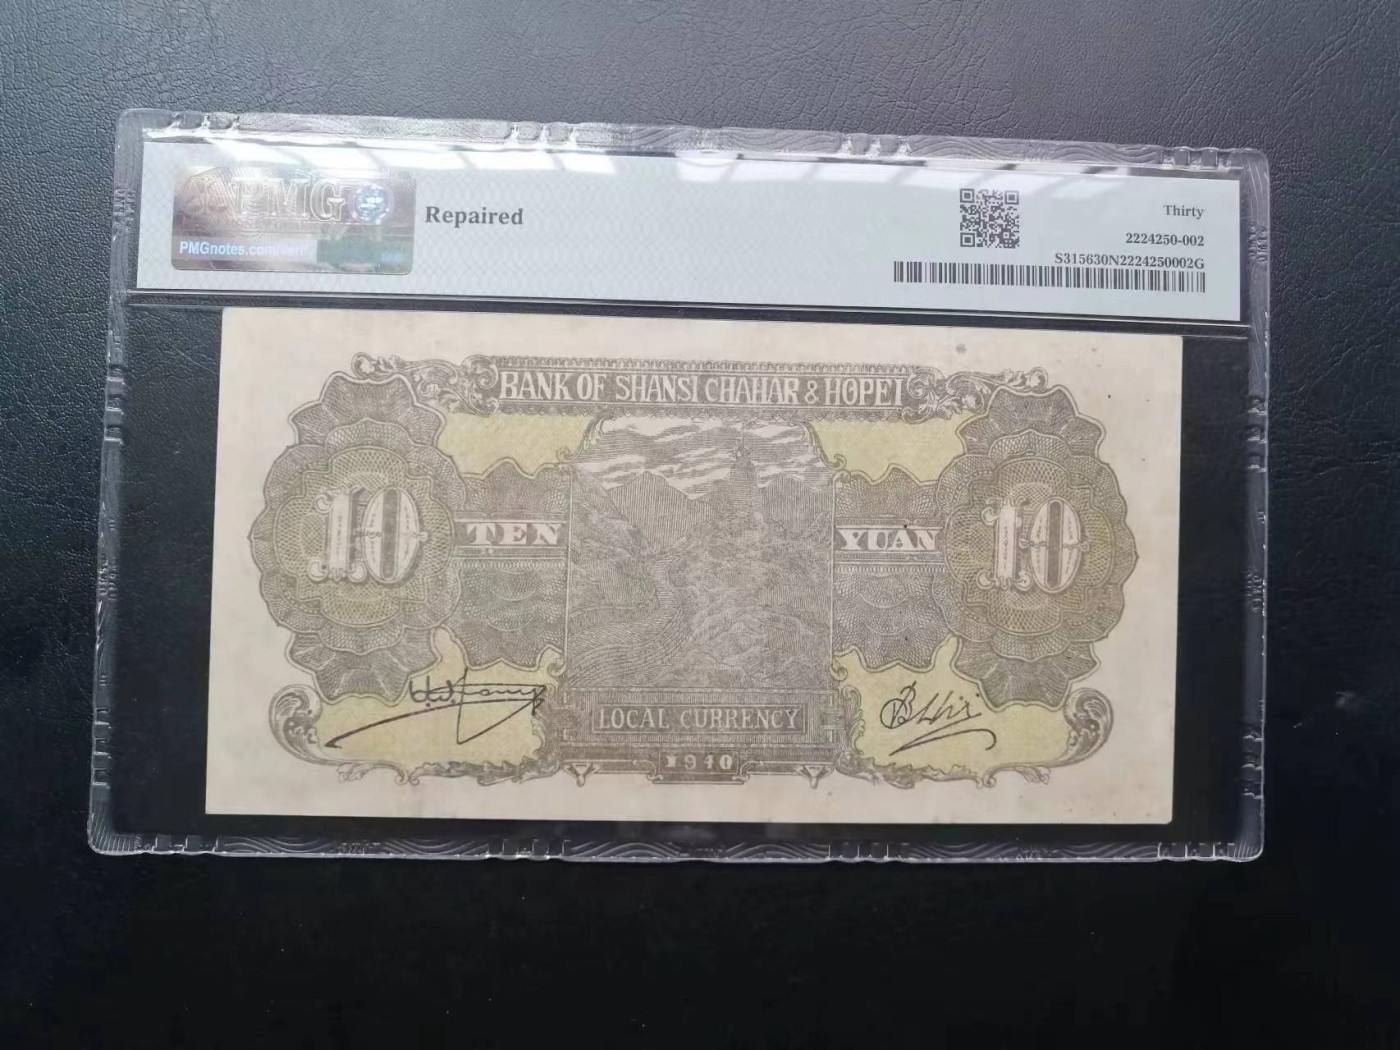 PMG
PMGnotes.com/verif
Repaired
Thirty
2224250-002
S315630N2224250002G
BANK OF SHANSI CHAHAR & HOPEI
10
TEN
YUAN
10
LOCAL CURRENCY
1940